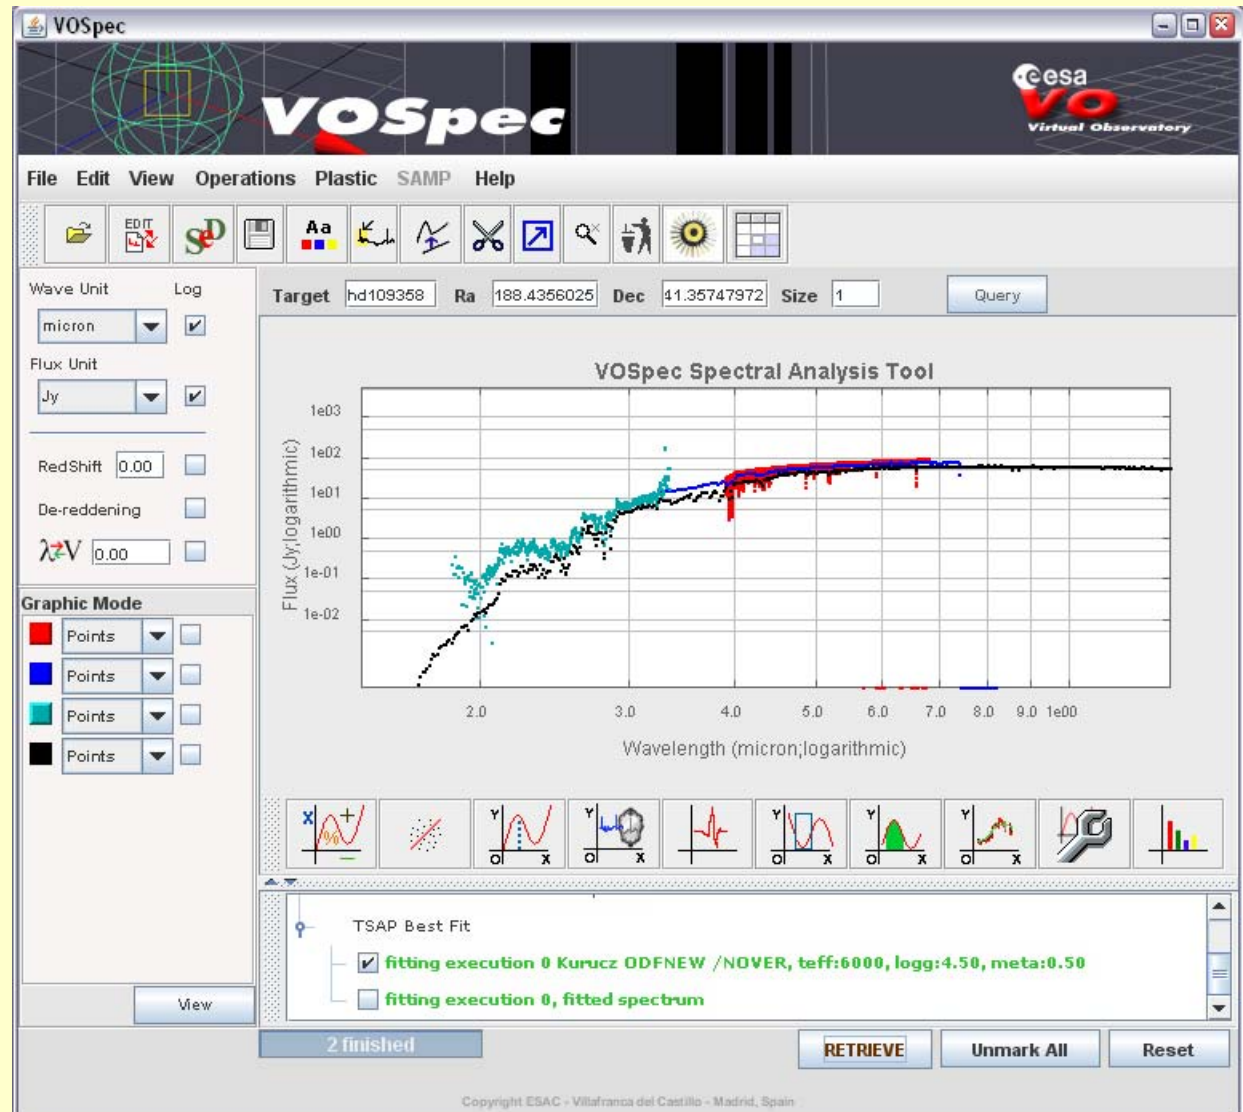 VOSpec
VOSpec
esa
VO
Virtual Observatory
File Edit View Operations Plastic SAMP Help
EDIT
SeD
Aa
Wave Unit Log
micron
Flux Unit
Jy
RedShift 0.00
De-reddening
λ⇄V 0.00
Graphic Mode
Points
Points
Points
Points
View
Target hd109358 Ra 188.4356025 Dec 41.35747972 Size 1 Query
VOSpec Spectral Analysis Tool
Flux (Jy;logarithmic)
1e03
1e02
1e01
1e00
1e-01
1e-02
2.0 3.0 4.0 5.0 6.0 7.0 8.0 9.0 1e00
Wavelength (micron;logarithmic)
X + % −
Y O X
Y O X
Y O X
Y O X
Y O X
TSAP Best Fit
fitting execution 0 Kurucz ODFNEW /NOVER, teff:6000, logg:4.50, meta:0.50
fitting execution 0, fitted spectrum
2 finished
RETRIEVE Unmark All Reset
Copyright ESAC - Villafranca del Castillo - Madrid, Spain